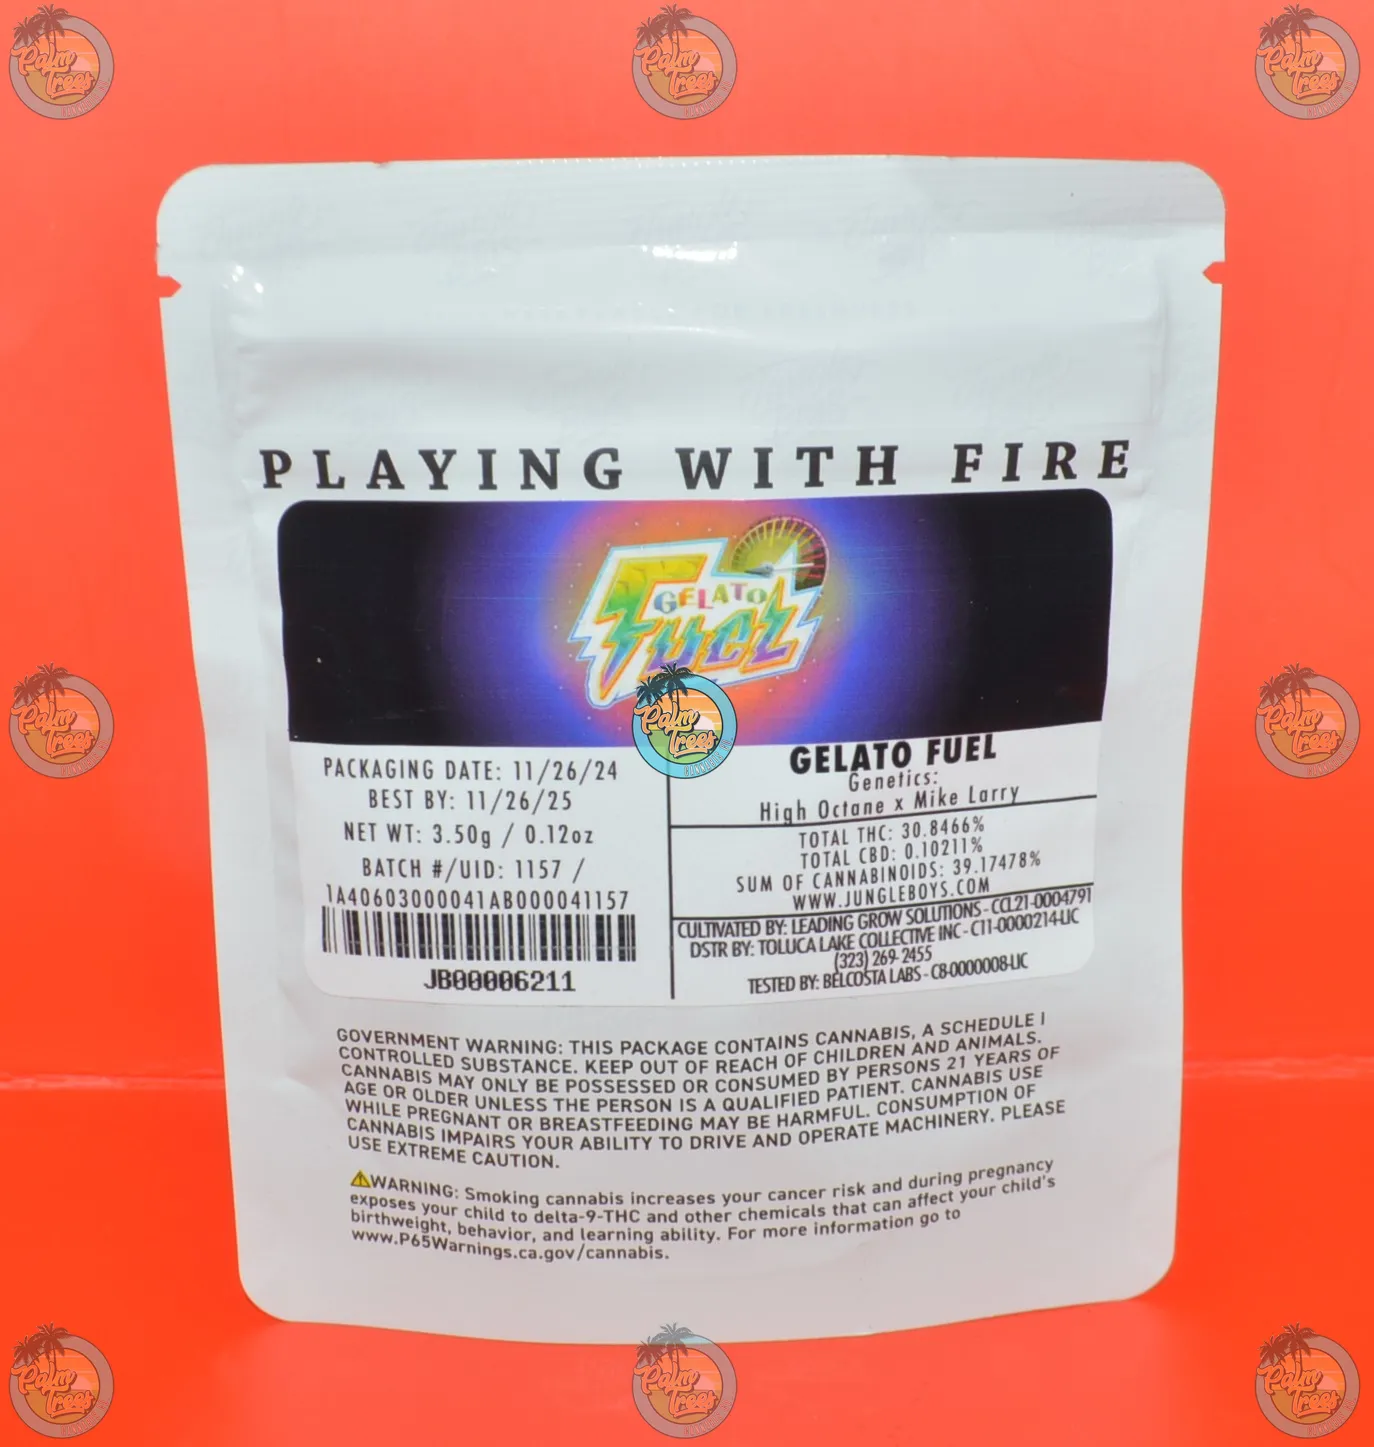 PLAYING WITH FIRE
GELATO
FUEL
Palm
Trees
PACKAGING DATE: 11/26/24
BEST BY: 11/26/25
NET WT: 3.50g / 0.12oz
BATCH #/UID: 1157 /
1A40603000041AB000041157
JB00006211
GELATO FUEL
Genetics:
High Octane x Mike Larry
TOTAL THC: 30.8466%
TOTAL CBD: 0.10211%
SUM OF CANNABINOIDS: 39.17478%
WWW.JUNGLEBOYS.COM
CULTIVATED BY: LEADING GROW SOLUTIONS - CCL21-0004791
DSTR BY: TOLUCA LAKE COLLECTIVE INC - C11-0000214-LIC
(323) 269-2455
TESTED BY: BELCOSTA LABS - C8-0000008-LIC
GOVERNMENT WARNING: THIS PACKAGE CONTAINS CANNABIS, A SCHEDULE I
CONTROLLED SUBSTANCE. KEEP OUT OF REACH OF CHILDREN AND ANIMALS.
CANNABIS MAY ONLY BE POSSESSED OR CONSUMED BY PERSONS 21 YEARS OF
AGE OR OLDER UNLESS THE PERSON IS A QUALIFIED PATIENT. CANNABIS USE
WHILE PREGNANT OR BREASTFEEDING MAY BE HARMFUL. CONSUMPTION OF
CANNABIS IMPAIRS YOUR ABILITY TO DRIVE AND OPERATE MACHINERY. PLEASE
USE EXTREME CAUTION.
WARNING: Smoking cannabis increases your cancer risk and during pregnancy
exposes your child to delta-9-THC and other chemicals that can affect your child's
birthweight, behavior, and learning ability. For more information go to
www.P65Warnings.ca.gov/cannabis.